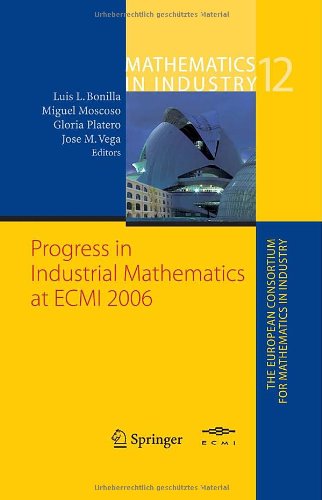 Urheberrechtlich geschütztes Material
MATHEMATICS
IN INDUSTRY 12
Luis L. Bonilla
Miguel Moscoso
Gloria Platero
Jose M. Vega
Editors
Progress in
Industrial Mathematics
at ECMI 2006
THE EUROPEAN CONSORTIUM
FOR MATHEMATICS IN INDUSTRY
Springer
ECMI
Urheberrechtlich geschütztes Material